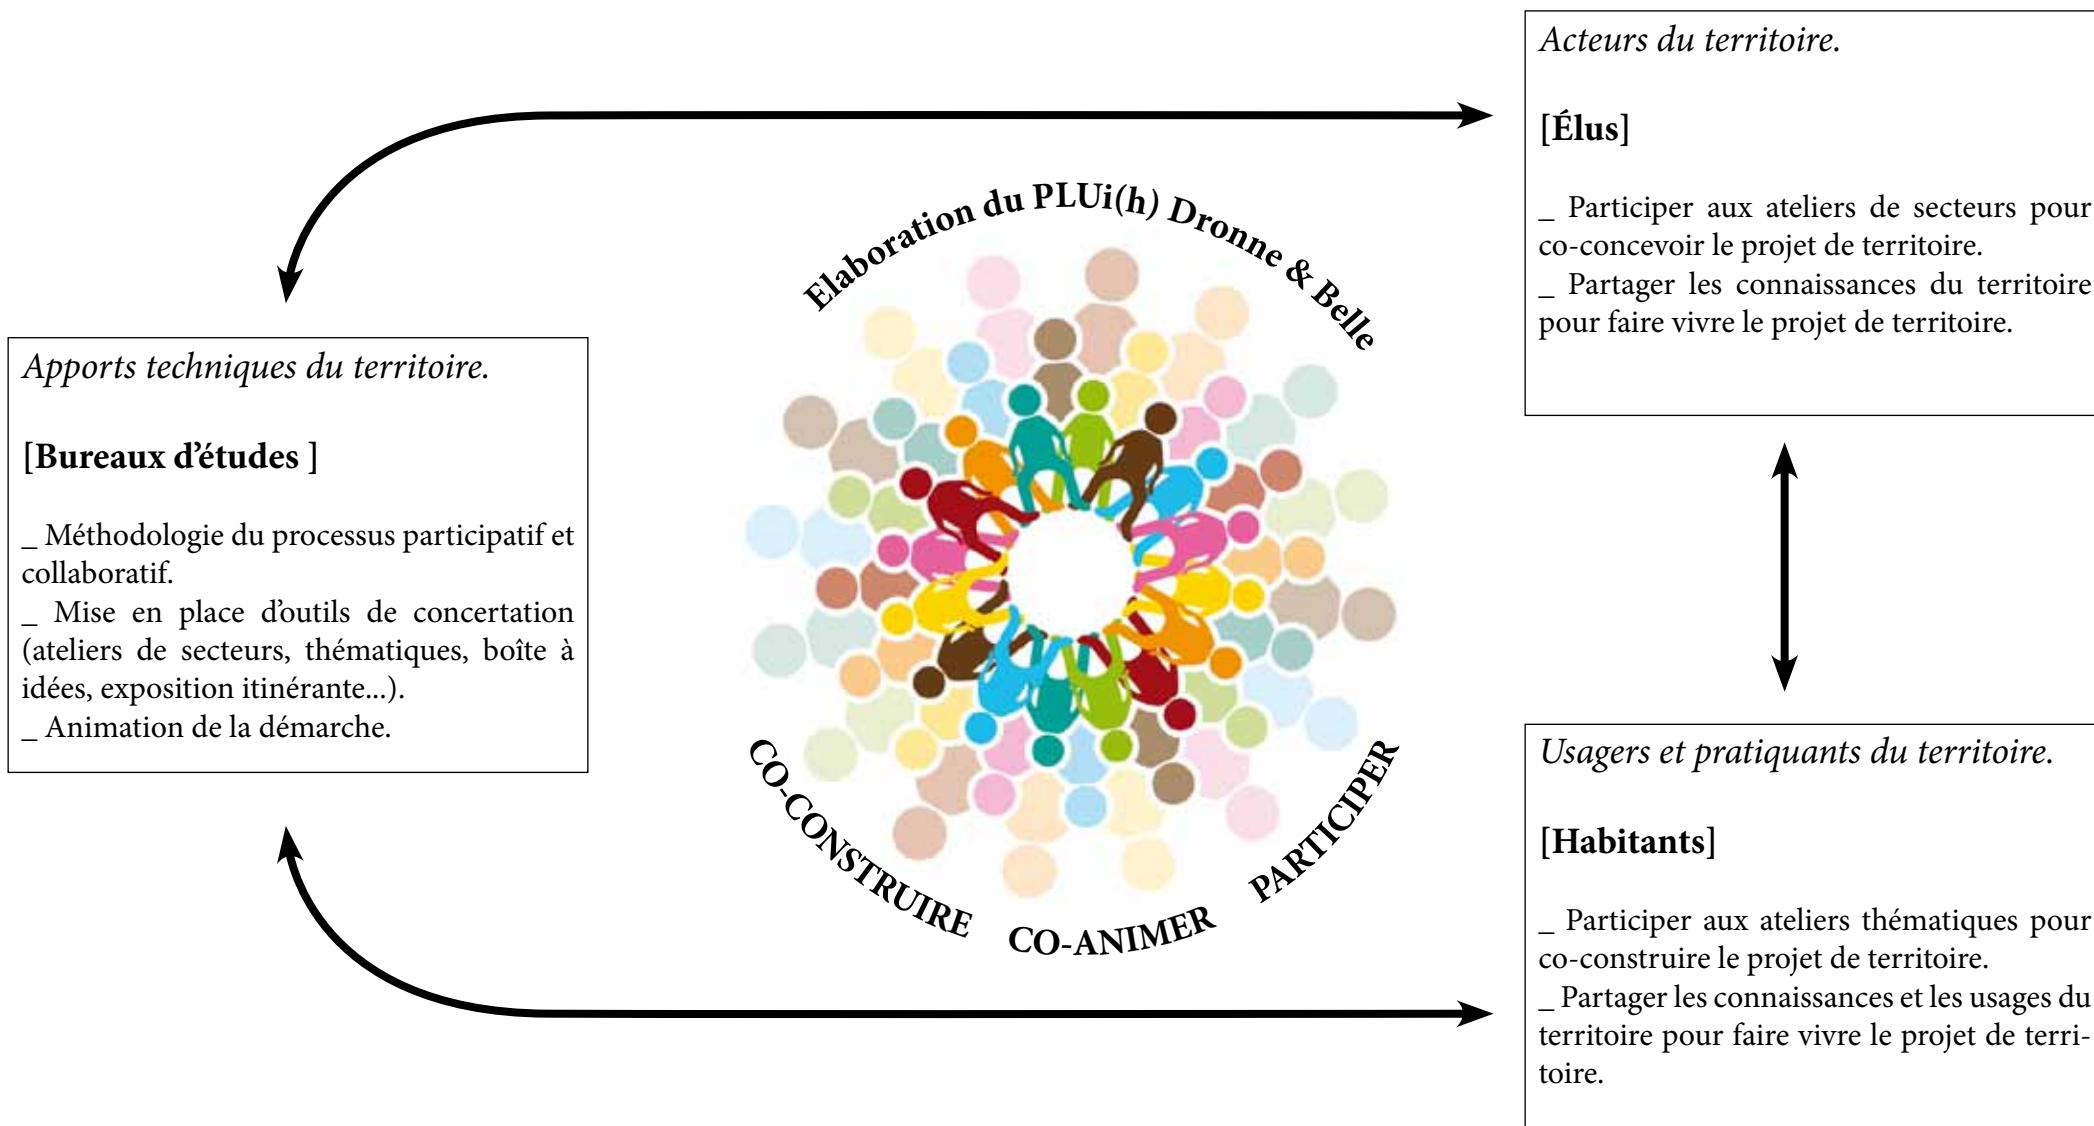 Acteurs du territoire.
[Élus]
_ Participer aux ateliers de secteurs pour
co-concevoir le projet de territoire.
_ Partager les connaissances du territoire
pour faire vivre le projet de territoire.
Elaboration du PLUi(h) Dronne & Belle
Apports techniques du territoire.
[Bureaux d’études ]
_ Méthodologie du processus participatif et
collaboratif.
_ Mise en place d’outils de concertation
(ateliers de secteurs, thématiques, boîte à
idées, exposition itinérante...).
_ Animation de la démarche.
CO-CONSTRUIRE CO-ANIMER PARTICIPER
Usagers et pratiquants du territoire.
[Habitants]
_ Participer aux ateliers thématiques pour
co-construire le projet de territoire.
_ Partager les connaissances et les usages du
territoire pour faire vivre le projet de terri-
toire.